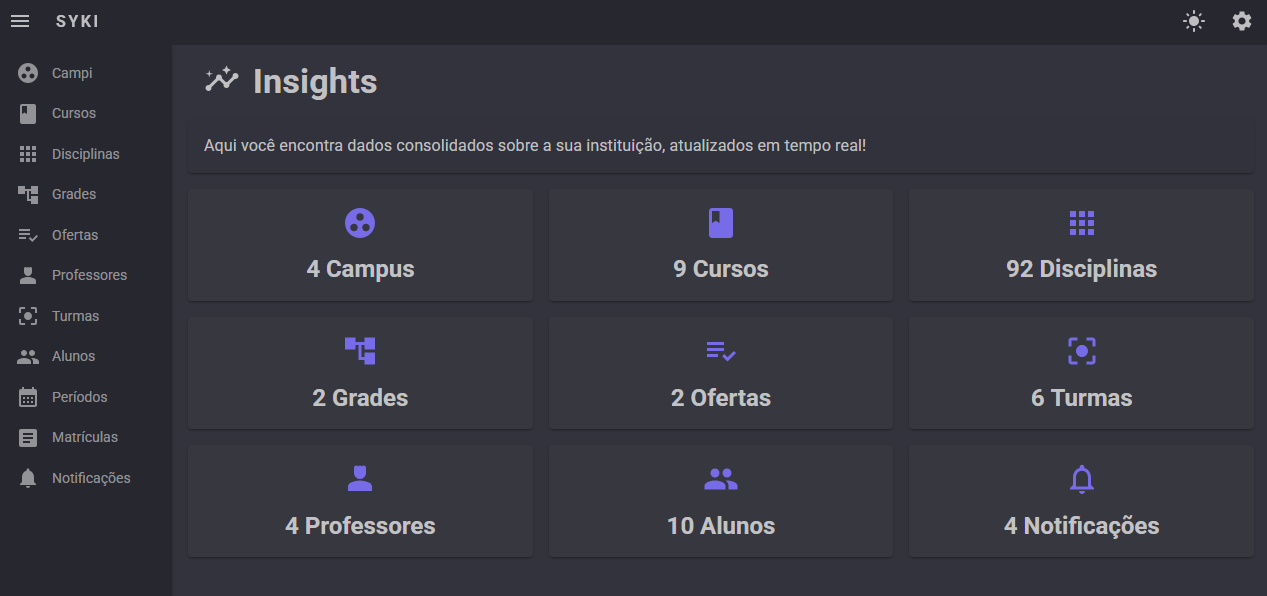 SYKI
Campi
Cursos
Disciplinas
Grades
Ofertas
Professores
Turmas
Alunos
Períodos
Matrículas
Notificações
Insights
Aqui você encontra dados consolidados sobre a sua instituição, atualizados em tempo real!
4 Campus
9 Cursos
92 Disciplinas
2 Grades
2 Ofertas
6 Turmas
4 Professores
10 Alunos
4 Notificações